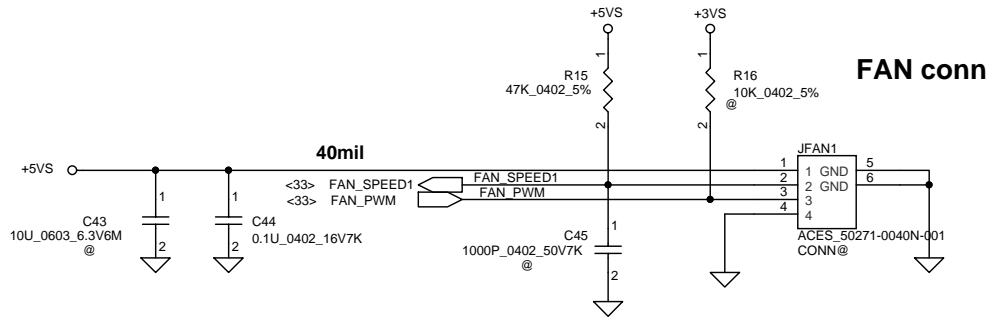 +5VS
+3VS
FAN conn
1
1
R15
47K_0402_5%
R16
10K_0402_5%
@
2
2
JFAN1
40mil
+5VS
1
1
GND
5
<33>
FAN_SPEED1
FAN_SPEED1
2
2
GND
6
<33>
FAN_PWM
FAN_PWM
3
3
4
4
1
1
C43
10U_0603_6.3V6M
@
2
C44
0.1U_0402_16V7K
2
1
C45
1000P_0402_50V7K
@
2
ACES_50271-0040N-001
CONN@